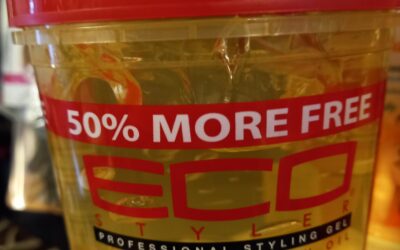 50% MORE FREE
ECO
STYLER®
PROFESSIONAL STYLING GEL